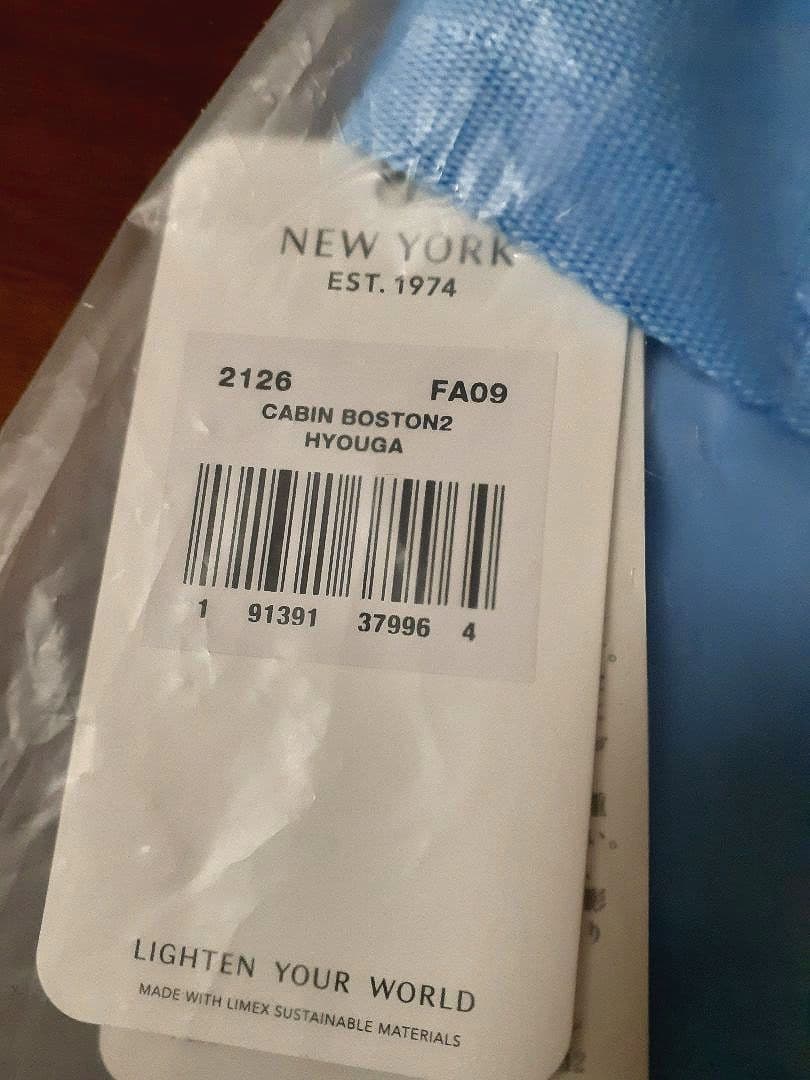 NEW YORK
EST. 1974
2126 FA09
CABIN BOSTON2
HYOUGA
1 91391 37996 4
LIGHTEN YOUR WORLD
MADE WITH LIMEX SUSTAINABLE MATERIALS